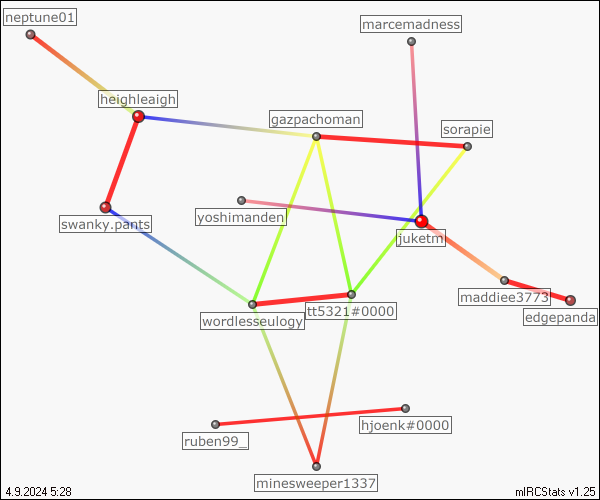 neptune01
marcemadness
heighleaigh
gazpachoman
sorapie
swanky.pants
yoshimanden
juketm
maddiee3773
edgepanda
wordlesseulogy
tt5321#0000
ruben99_
hjoenk#0000
minesweeper1337
4.9.2024 5:28
mIRCStats v1.25